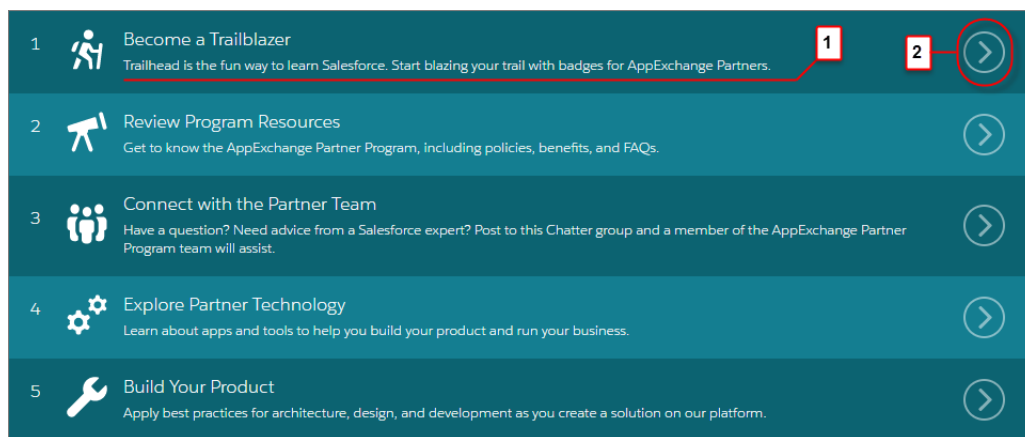 1
Become a Trailblazer
Trailhead is the fun way to learn Salesforce. Start blazing your trail with badges for AppExchange Partners.
1
2
2
Review Program Resources
Get to know the AppExchange Partner Program, including policies, benefits, and FAQs.
3
Connect with the Partner Team
Have a question? Need advice from a Salesforce expert? Post to this Chatter group and a member of the AppExchange Partner
Program team will assist.
4
Explore Partner Technology
Learn about apps and tools to help you build your product and run your business.
5
Build Your Product
Apply best practices for architecture, design, and development as you create a solution on our platform.